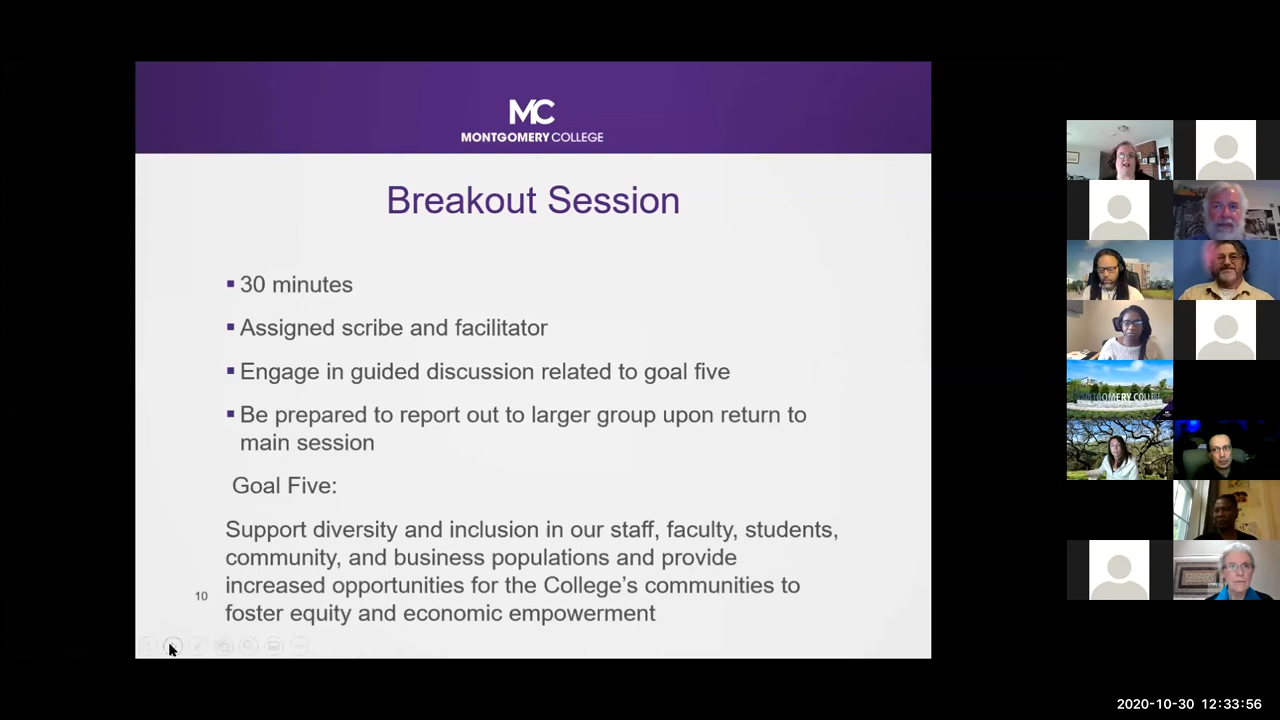 MC
MONTGOMERY COLLEGE
Breakout Session
▪ 30 minutes
▪ Assigned scribe and facilitator
▪ Engage in guided discussion related to goal five
▪ Be prepared to report out to larger group upon return to
main session
Goal Five:
Support diversity and inclusion in our staff, faculty, students,
community, and business populations and provide
increased opportunities for the College's communities to
foster equity and economic empowerment
10
MONTGOMERY COLLEGE
2020-10-30 12:33:56